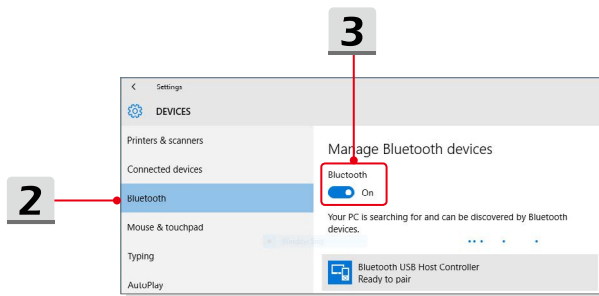 3
Settings
DEVICES
Printers & scanners
Connected devices
2
Bluetooth
Mouse & touchpad
Typing
AutoPlay
Manage Bluetooth devices
Bluetooth
On
Your PC is searching for and can be discovered by Bluetooth
devices.
Bluetooth USB Host Controller
Ready to pair